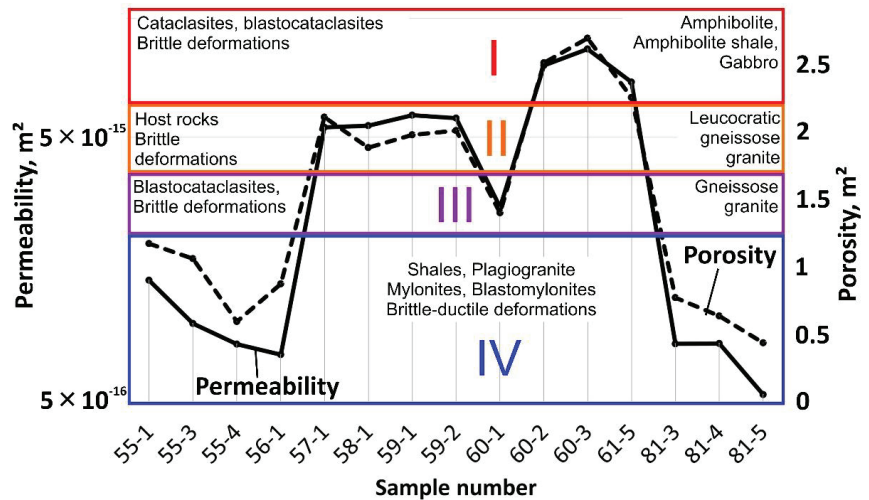 Cataclasites, blastocataclasites
Brittle deformations
I
Amphibolite,
Amphibolite shale,
Gabbro
Host rocks
Brittle
deformations
II
Leucocratic
gneissose
granite
Blastocataclasites,
Brittle deformations
III
Gneissose
granite
Shales, Plagiogranite
Mylonites, Blastomylonites
Brittle-ductile deformations
IV
Porosity
Permeability
Permeability, m²
5 × 10⁻¹⁵
5 × 10⁻¹⁶
Porosity, m²
2.5
2
1.5
1
0.5
0
55-1 55-3 55-4 56-1 57-1 58-1 59-1 59-2 60-1 60-2 60-3 61-5 81-3 81-4 81-5
Sample number